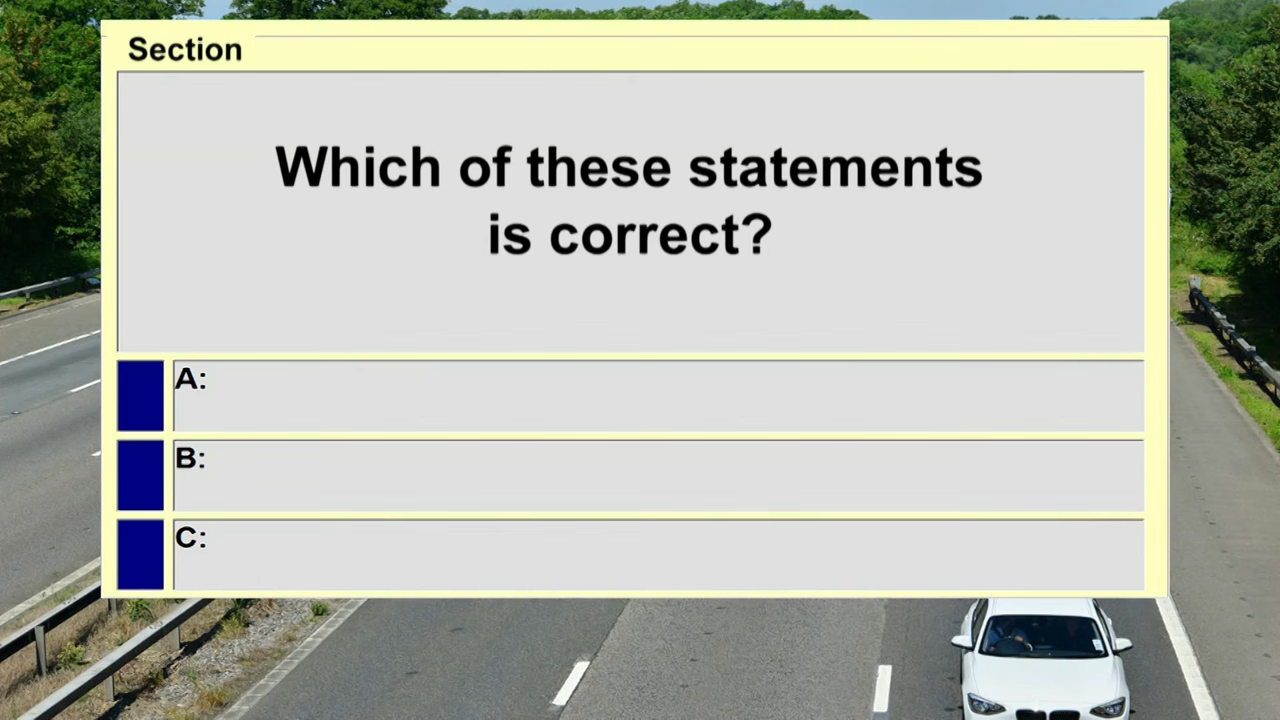 Section
Which of these statements
is correct?
A:
B:
C: